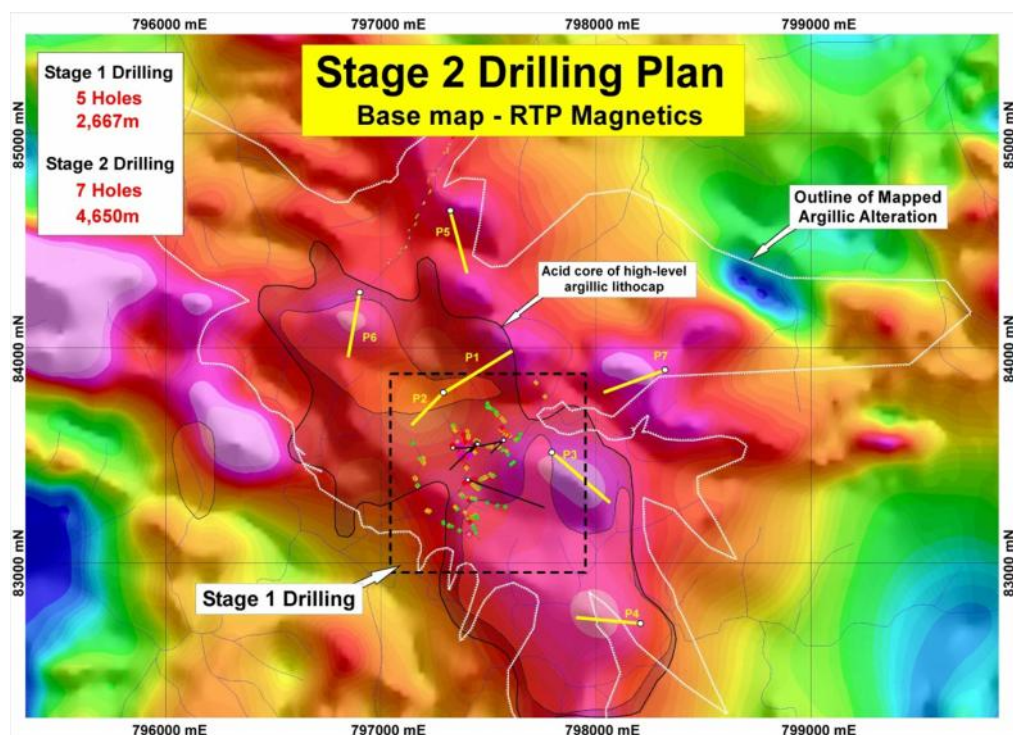 796000 mE
797000 mE
798000 mE
799000 mE
Stage 1 Drilling
5 Holes
2,667m
Stage 2 Drilling
7 Holes
4,650m
Stage 2 Drilling Plan
Base map - RTP Magnetics
85000 mN
85000 mN
Outline of Mapped
Argillic Alteration
P5
Acid core of high-level
argillic lithocap
P6
84000 mN
P1
P7
84000 mN
P2
P3
83000 mN
Stage 1 Drilling
P4
83000 mN
796000 mE
797000 mE
798000 mE
799000 mE